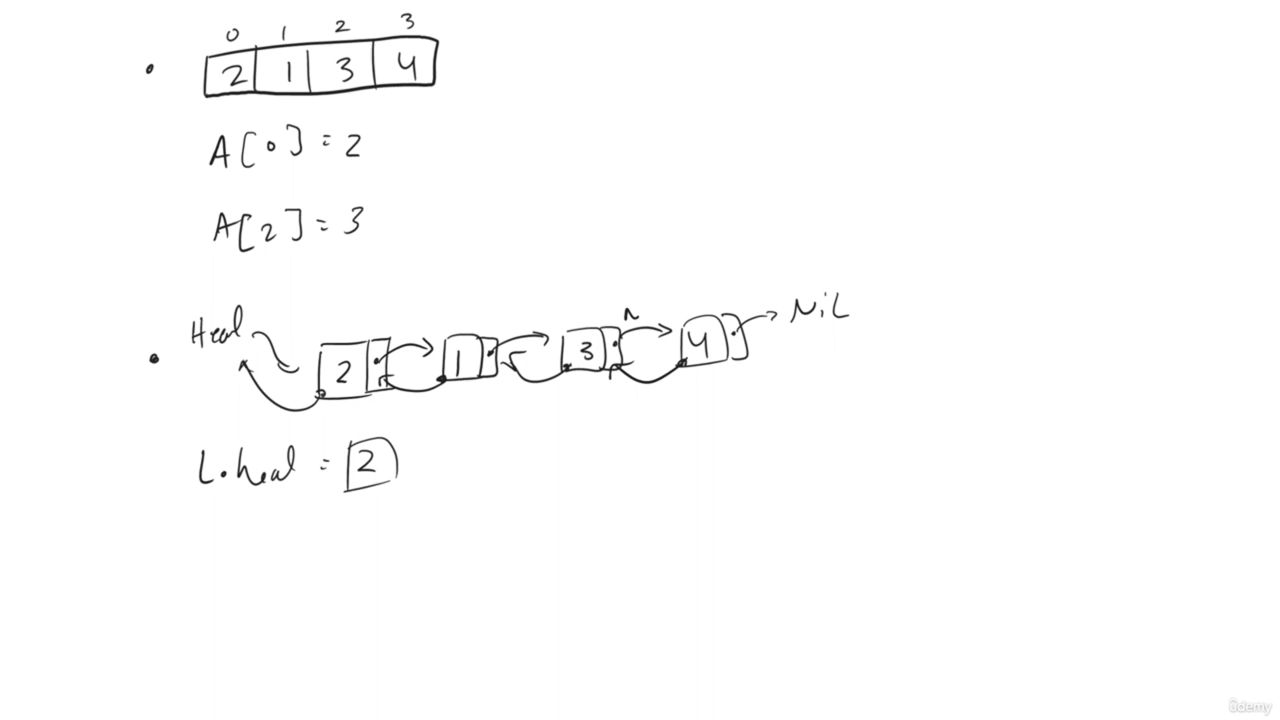 0 1 2 3
2 1 3 4
A[0] = 2
A[2] = 3
Head 2 1 3 N 4 NiL
L.head = 2
ûdemy